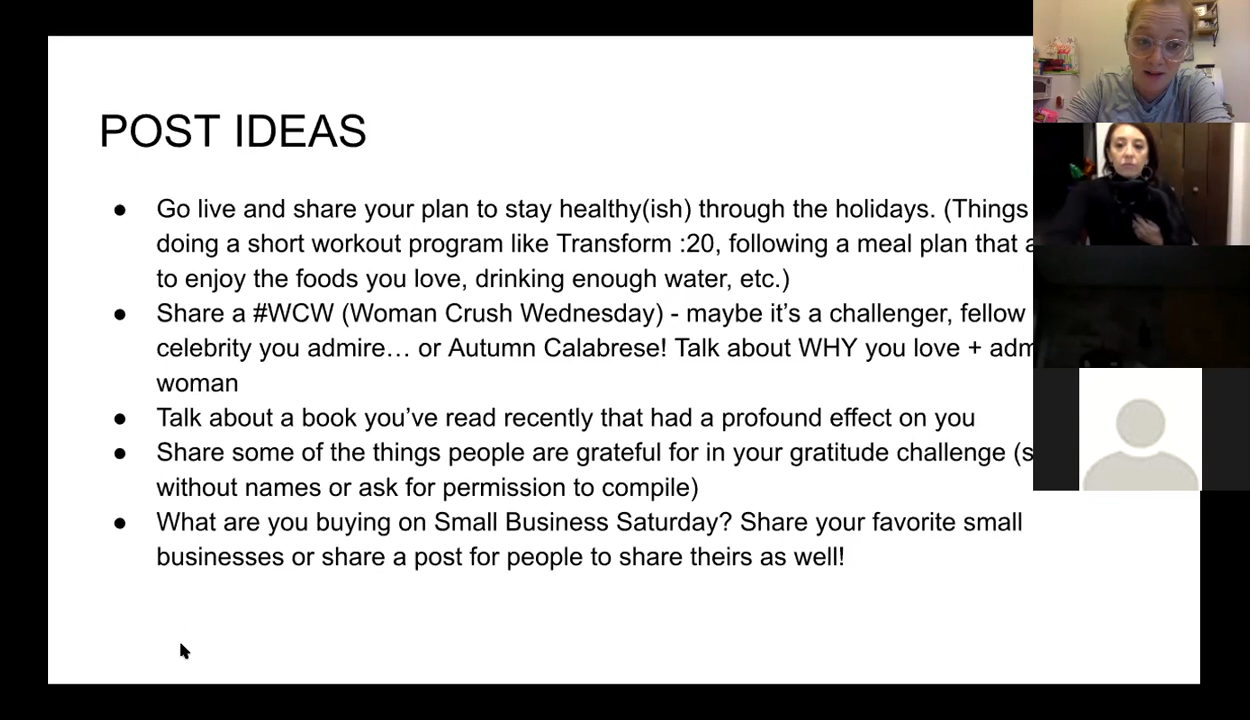 POST IDEAS
● Go live and share your plan to stay healthy(ish) through the holidays. (Things
doing a short workout program like Transform :20, following a meal plan that
to enjoy the foods you love, drinking enough water, etc.)
● Share a #WCW (Woman Crush Wednesday) - maybe it’s a challenger, fellow
celebrity you admire… or Autumn Calabrese! Talk about WHY you love +
woman
● Talk about a book you’ve read recently that had a profound effect on you
● Share some of the things people are grateful for in your gratitude challenge
without names or ask for permission to compile)
● What are you buying on Small Business Saturday? Share your favorite small
businesses or share a post for people to share theirs as well!